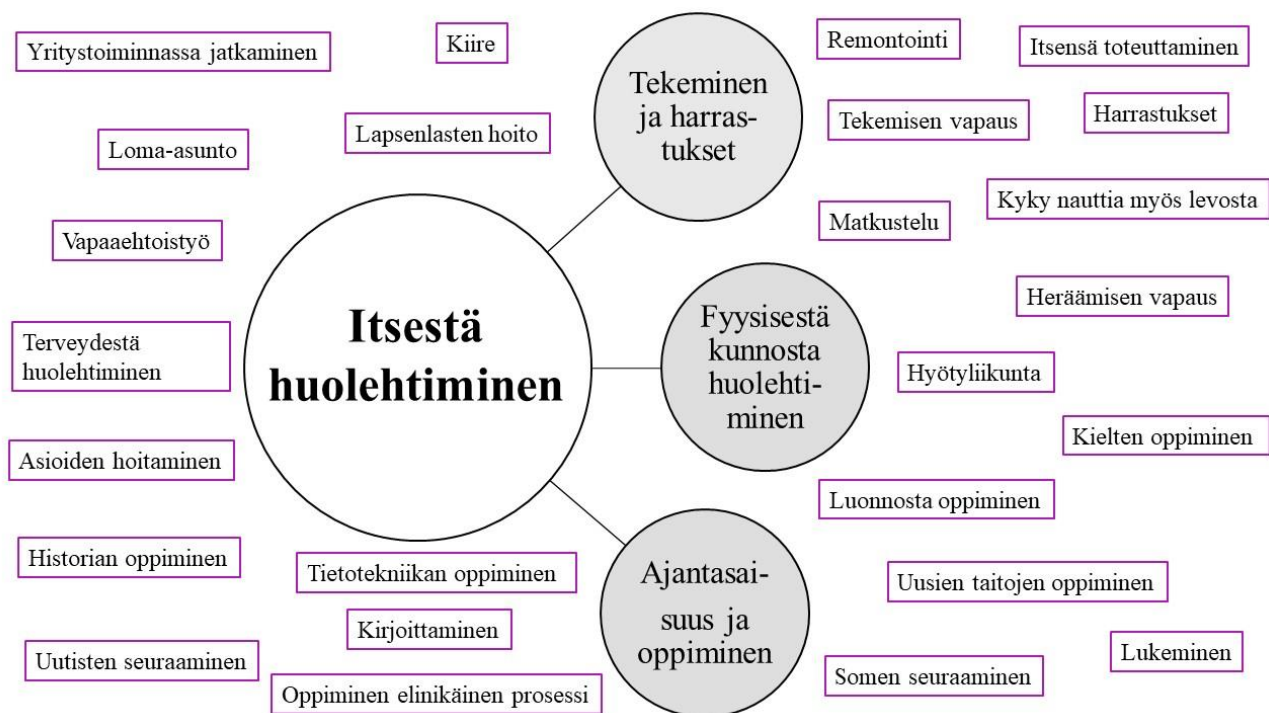 Yritystoiminnassa jatkaminen
Kiire
Remontointi
Itsensä toteuttaminen
Tekeminen
ja harras-
tukset
Tekemisen vapaus
Harrastukset
Loma-asunto
Lapsenlasten hoito
Kyky nauttia myös levosta
Matkustelu
Vapaaehtoistyö
Heräämisen vapaus
Itsestä
huolehtiminen
Fyysisestä
kunnosta
huolehti-
minen
Terveydestä
huolehtiminen
Hyötyliikunta
Kielten oppiminen
Asioiden hoitaminen
Luonnosta oppiminen
Historian oppiminen
Tietotekniikan oppiminen
Ajantasai-
suus ja
oppiminen
Uusien taitojen oppiminen
Kirjoittaminen
Lukeminen
Uutisten seuraaminen
Somen seuraaminen
Oppiminen elinikäinen prosessi